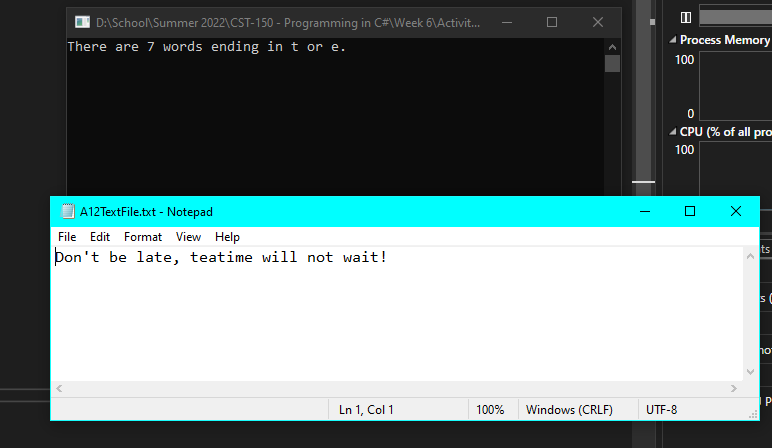 D:\School\Summer 2022\CST-150 - Programming in C#\Week 6\Activit...
There are 7 words ending in t or e.
Process Memory
100
0
CPU (% of all pro
100
A12TextFile.txt - Notepad
File Edit Format View Help
Don't be late, teatime will not wait!
Ln 1, Col 1 100% Windows (CRLF) UTF-8